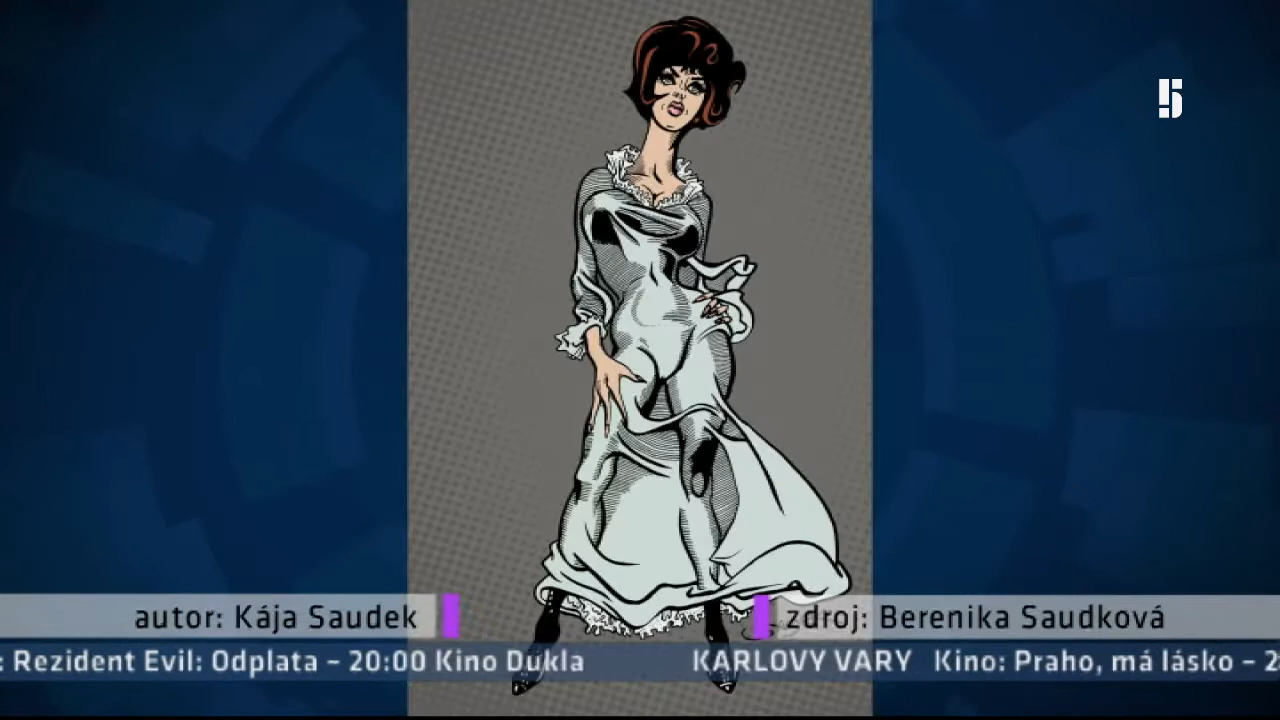 5
autor: Kája Saudek
zdroj: Berenika Saudková
: Rezident Evil: Odplata – 20:00 Kino Dukla KARLOVY VARY Kino: Praho, má lásko – 2